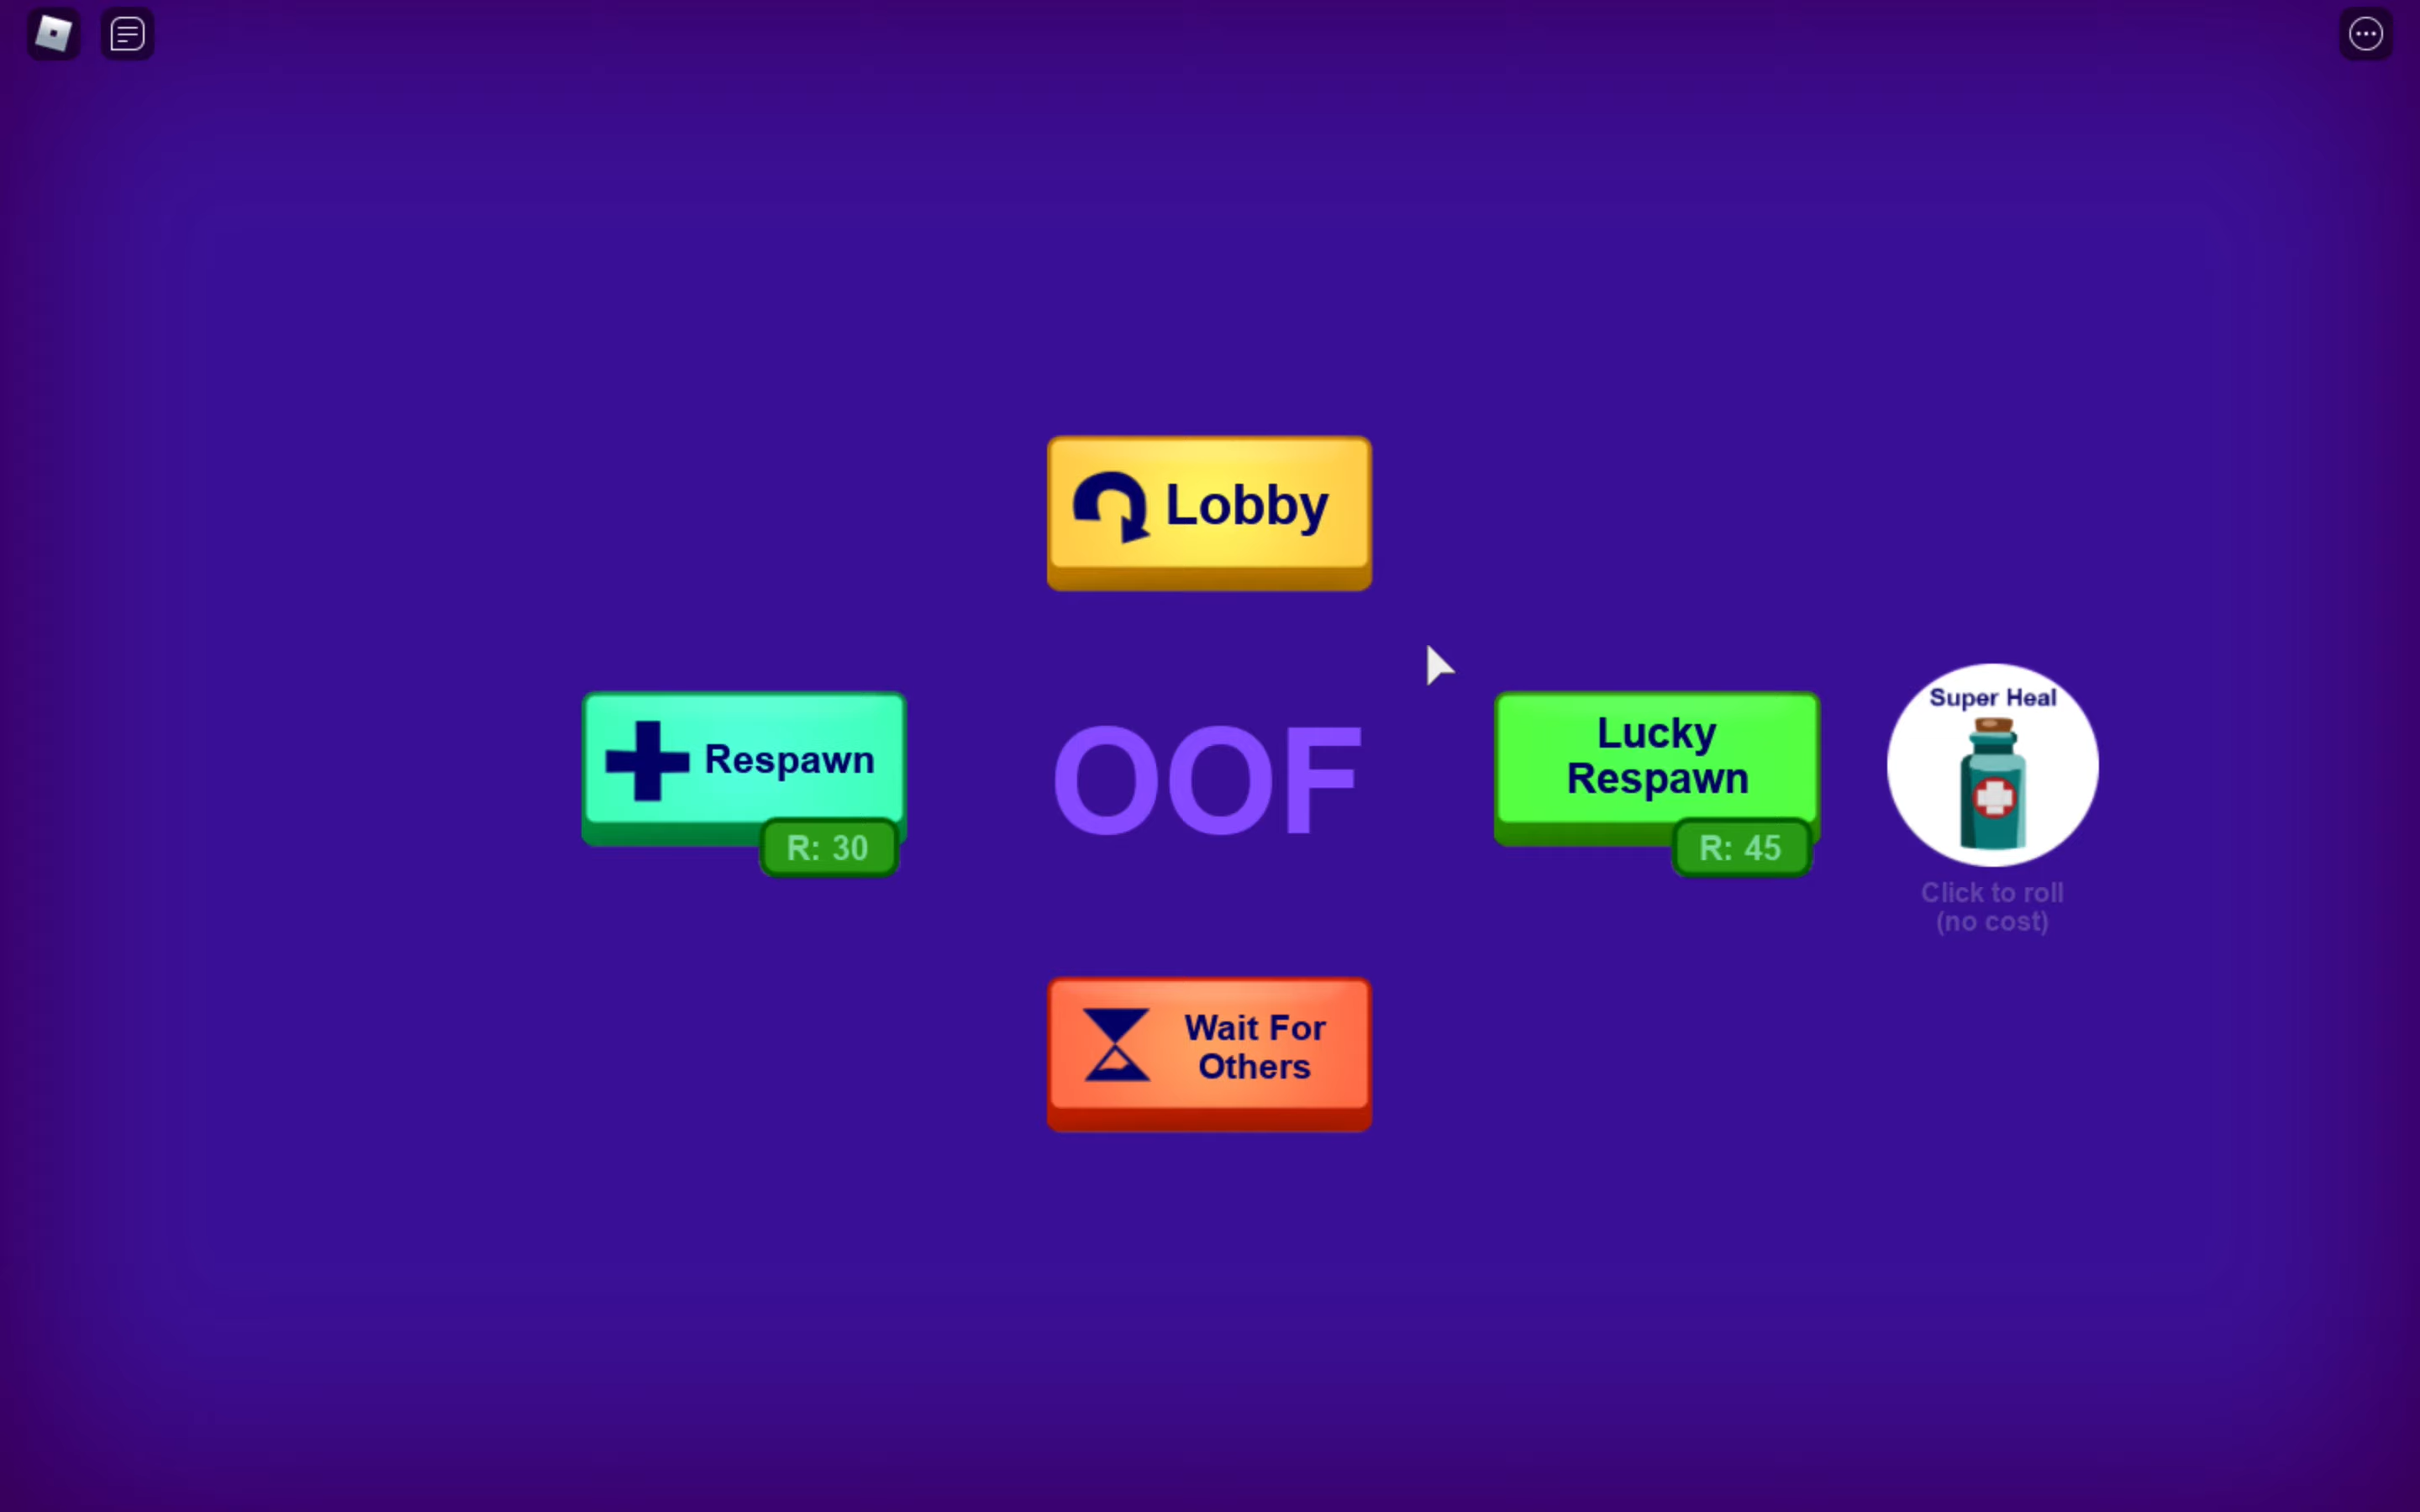 Lobby
Respawn
R: 30
OOF
Lucky
Respawn
R: 45
Super Heal
Click to roll
(no cost)
Wait For
Others